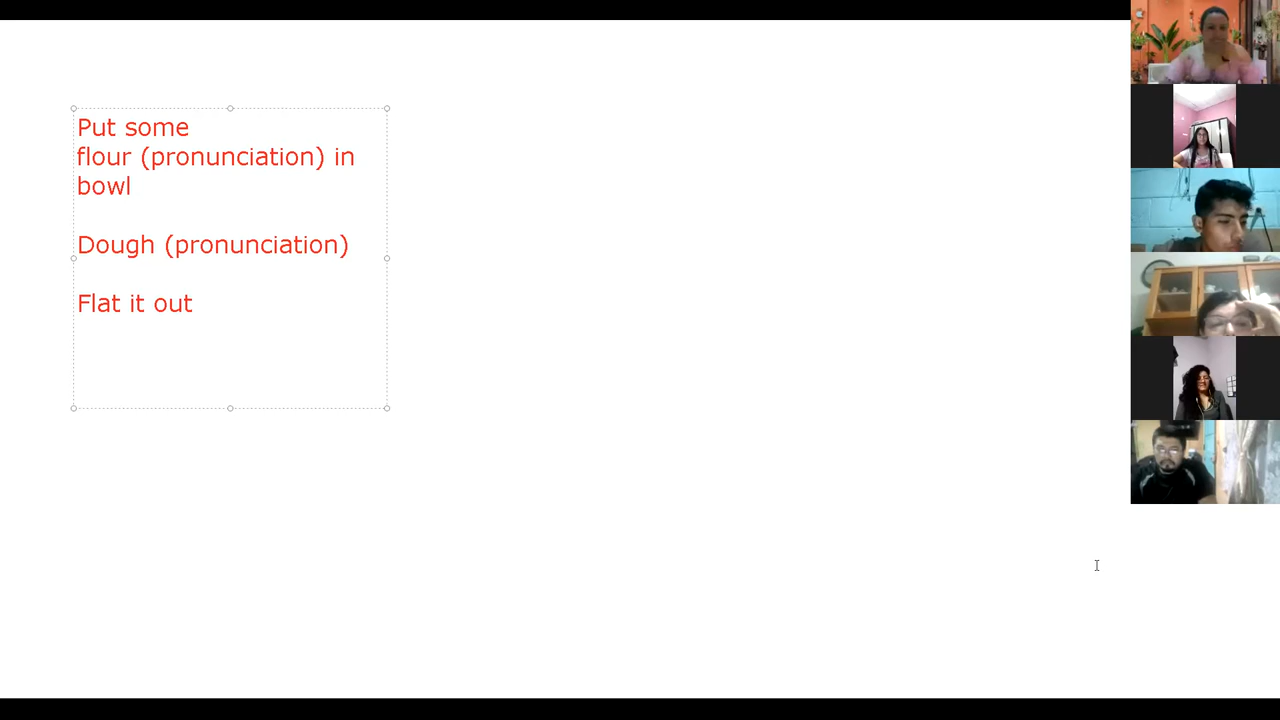 Put some
flour (pronunciation) in
bowl
Dough (pronunciation)
Flat it out